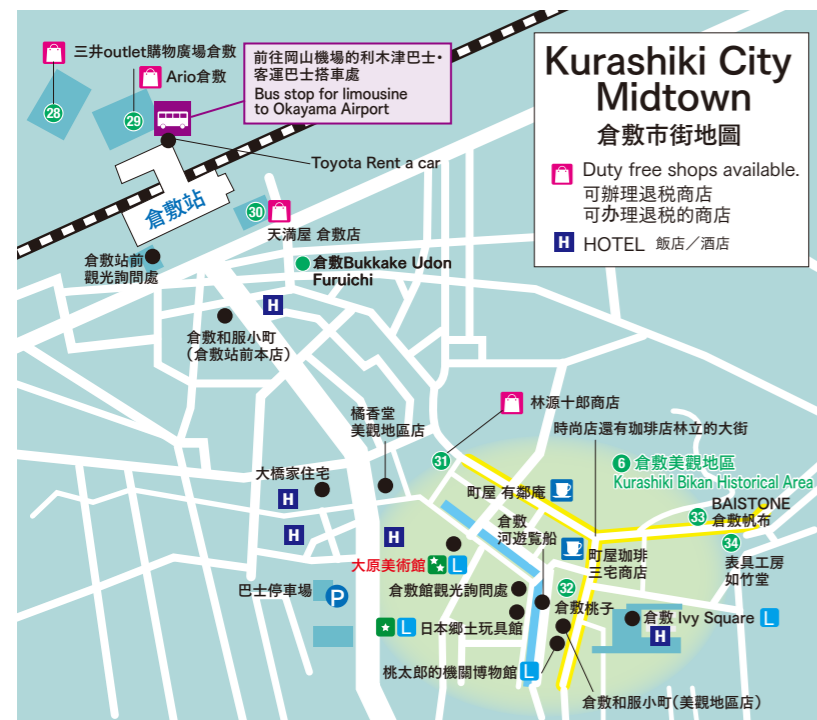 三井outlet購物廣場倉敷
Ario倉敷
28
29
前往岡山機場的利木津巴士・
客運巴士搭車處
Bus stop for limousine
to Okayama Airport
Kurashiki City
Midtown
倉敷市街地圖
Duty free shops available.
可辦理退税商店
可办理退税的商店
H HOTEL 飯店／酒店
Toyota Rent a car
倉敷站
30
天満屋 倉敷店
倉敷站前
觀光詢問處
倉敷Bukkake Udon
Furuichi
H
倉敷和服小町
（倉敷站前本店）
橘香堂
美觀地區店
林源十郎商店
時尚店還有珈琲店林立的大街
31
6 倉敷美觀地區
Kurashiki Bikan Historical Area
大橋家住宅
H
町屋 有鄰庵
BAISTONE
33 倉敷帆布
倉敷
河遊覧船
H
H
34
表具工房
如竹堂
大原美術館 L
町屋珈琲
三宅商店
巴士停車場 P
倉敷館觀光詢問處
32
倉敷桃子
L 日本鄉土玩具館
倉敷 Ivy Square L
H
桃太郎的機關博物館 L
倉敷和服小町（美觀地區店）